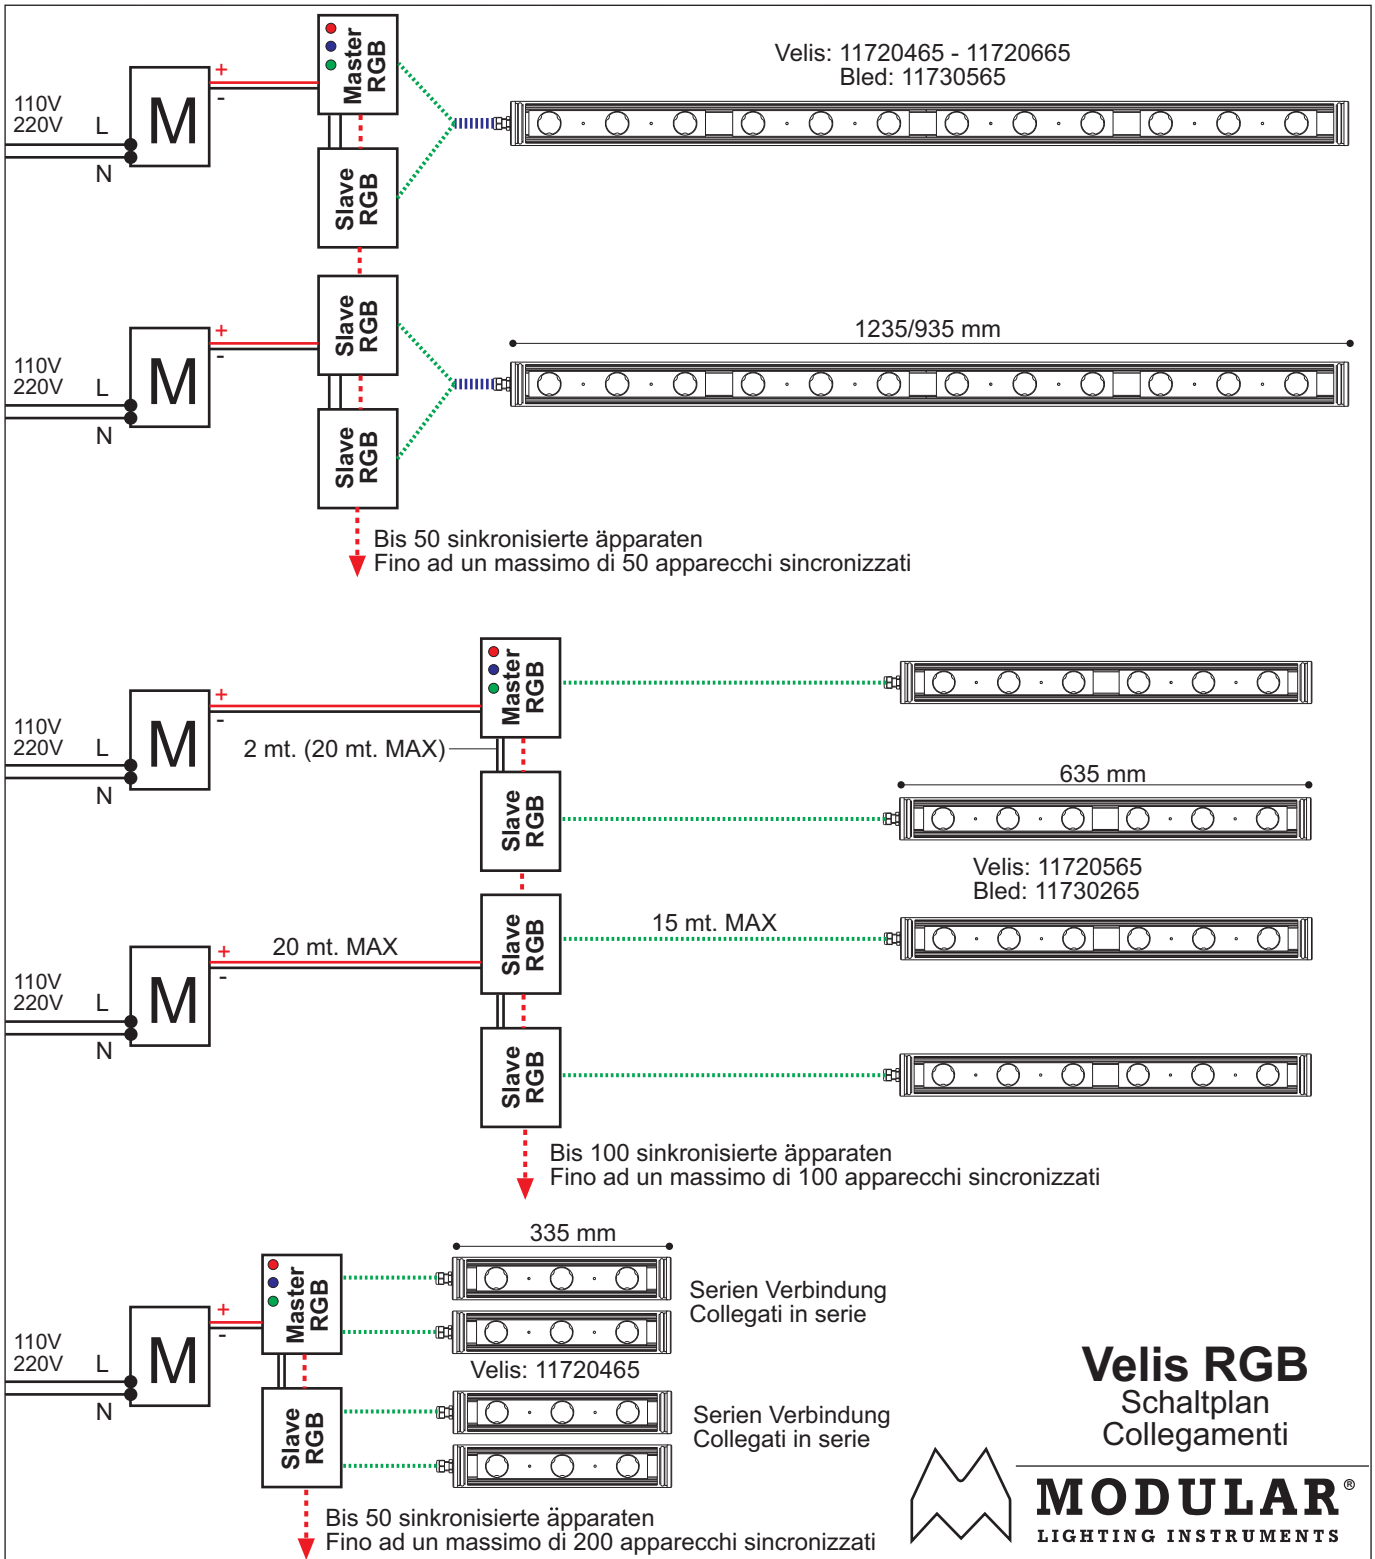 Velis: 11720465 - 11720665
Bled: 11730565
Master
RGB
+
-
110V
220V
L
N
M
Slave
RGB
Slave
RGB
1235/935 mm
+
-
110V
220V
L
N
M
Slave
RGB
Bis 50 sinkronisierte äpparaten
Fino ad un massimo di 50 apparecchi sincronizzati
Master
RGB
+
-
110V
220V
L
N
M
2 mt. (20 mt. MAX)
635 mm
Slave
RGB
Velis: 11720565
Bled: 11730265
Slave
RGB
15 mt. MAX
20 mt. MAX
+
-
110V
220V
L
N
M
Slave
RGB
Bis 100 sinkronisierte äpparaten
Fino ad un massimo di 100 apparecchi sincronizzati
335 mm
Master
RGB
Serien Verbindung
Collegati in serie
+
-
110V
220V
L
N
M
Velis: 11720465
Slave
RGB
Serien Verbindung
Collegati in serie
Bis 50 sinkronisierte äpparaten
Fino ad un massimo di 200 apparecchi sincronizzati
Velis RGB
Schaltplan
Collegamenti
MODULAR®
LIGHTING INSTRUMENTS